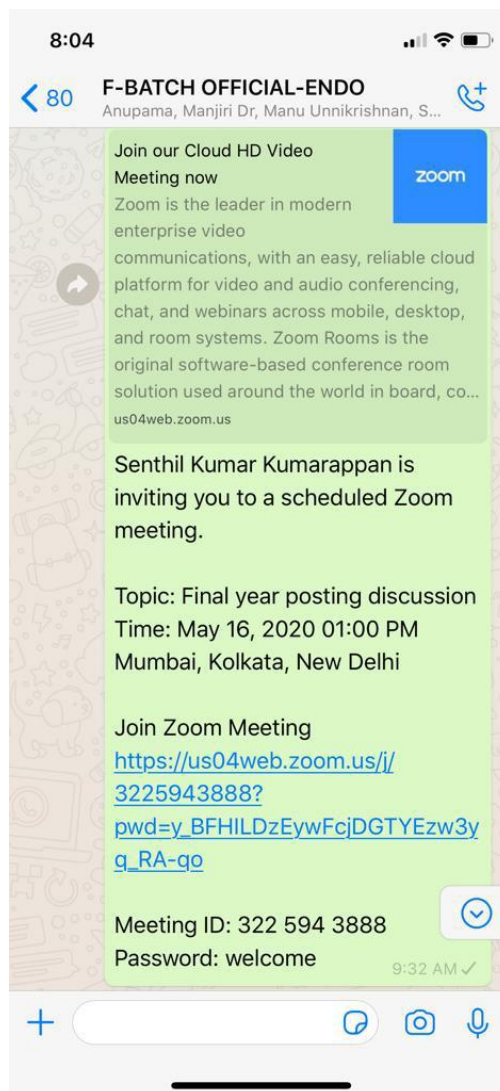 8:04
80
F-BATCH OFFICIAL-ENDO
Anupama, Manjiri Dr, Manu Unnikrishnan, S...
Join our Cloud HD Video
Meeting now
zoom
Zoom is the leader in modern
enterprise video
communications, with an easy, reliable cloud
platform for video and audio conferencing,
chat, and webinars across mobile, desktop,
and room systems. Zoom Rooms is the
original software-based conference room
solution used around the world in board, co...
us04web.zoom.us
Senthil Kumar Kumarappan is
inviting you to a scheduled Zoom
meeting.
Topic: Final year posting discussion
Time: May 16, 2020 01:00 PM
Mumbai, Kolkata, New Delhi
Join Zoom Meeting
https://us04web.zoom.us/j/
3225943888?
pwd=y_BFHILDzEywFcjDGTYEzw3y
q_RA-qo
Meeting ID: 322 594 3888
Password: welcome
9:32 AM